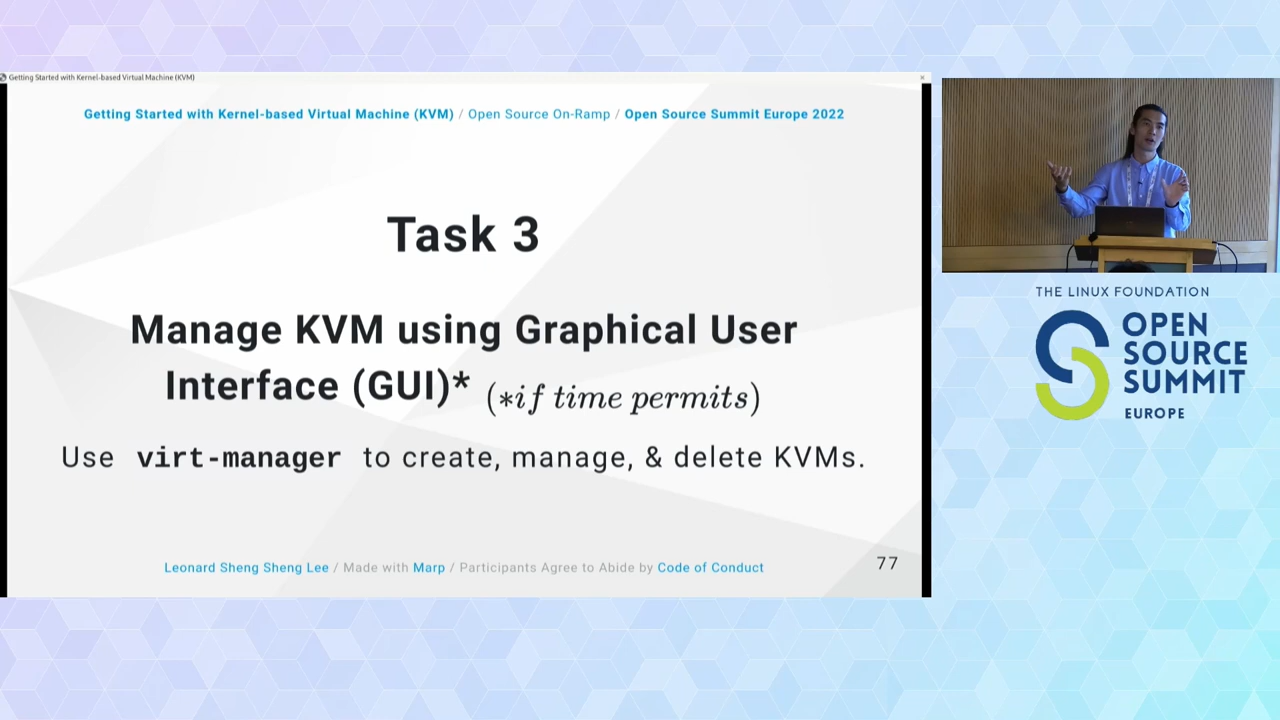 Getting Started with Kernel-based Virtual Machine (KVM)
Getting Started with Kernel-based Virtual Machine (KVM) / Open Source On-Ramp / Open Source Summit Europe 2022
Task 3
Manage KVM using Graphical User
Interface (GUI)* (*if time permits)
Use virt-manager to create, manage, & delete KVMs.
Leonard Sheng Sheng Lee / Made with Marp / Participants Agree to Abide by Code of Conduct
77
THE LINUX FOUNDATION
OPEN
SOURCE
SUMMIT
EUROPE